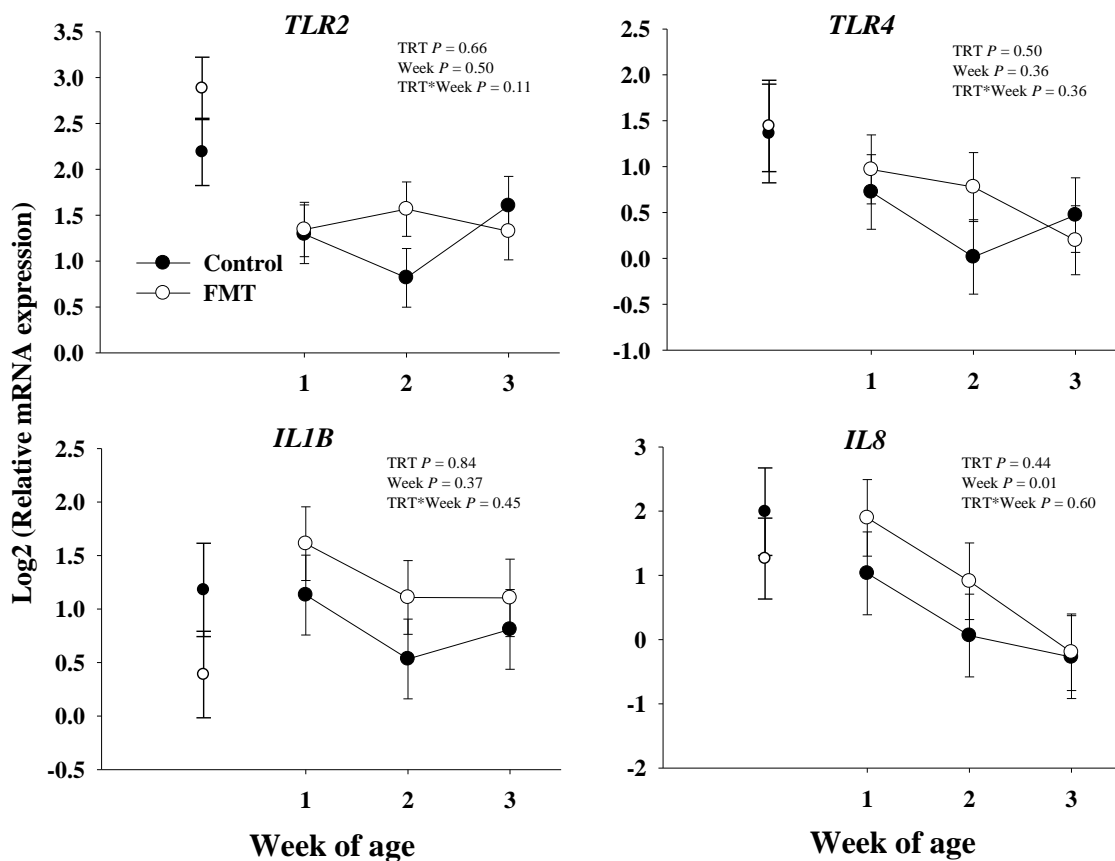 Log2 (Relative mRNA expression)
TLR2
TRT P = 0.66
Week P = 0.50
TRT*Week P = 0.11
3.5
3.0
2.5
2.0
1.5
1.0
0.5
0.0
Control
FMT
1 2 3
TLR4
TRT P = 0.50
Week P = 0.36
TRT*Week P = 0.36
2.5
2.0
1.5
1.0
0.5
0.0
-0.5
-1.0
1 2 3
IL1B
TRT P = 0.84
Week P = 0.37
TRT*Week P = 0.45
2.5
2.0
1.5
1.0
0.5
0.0
-0.5
1 2 3
Week of age
IL8
TRT P = 0.44
Week P = 0.01
TRT*Week P = 0.60
3
2
1
0
-1
-2
1 2 3
Week of age